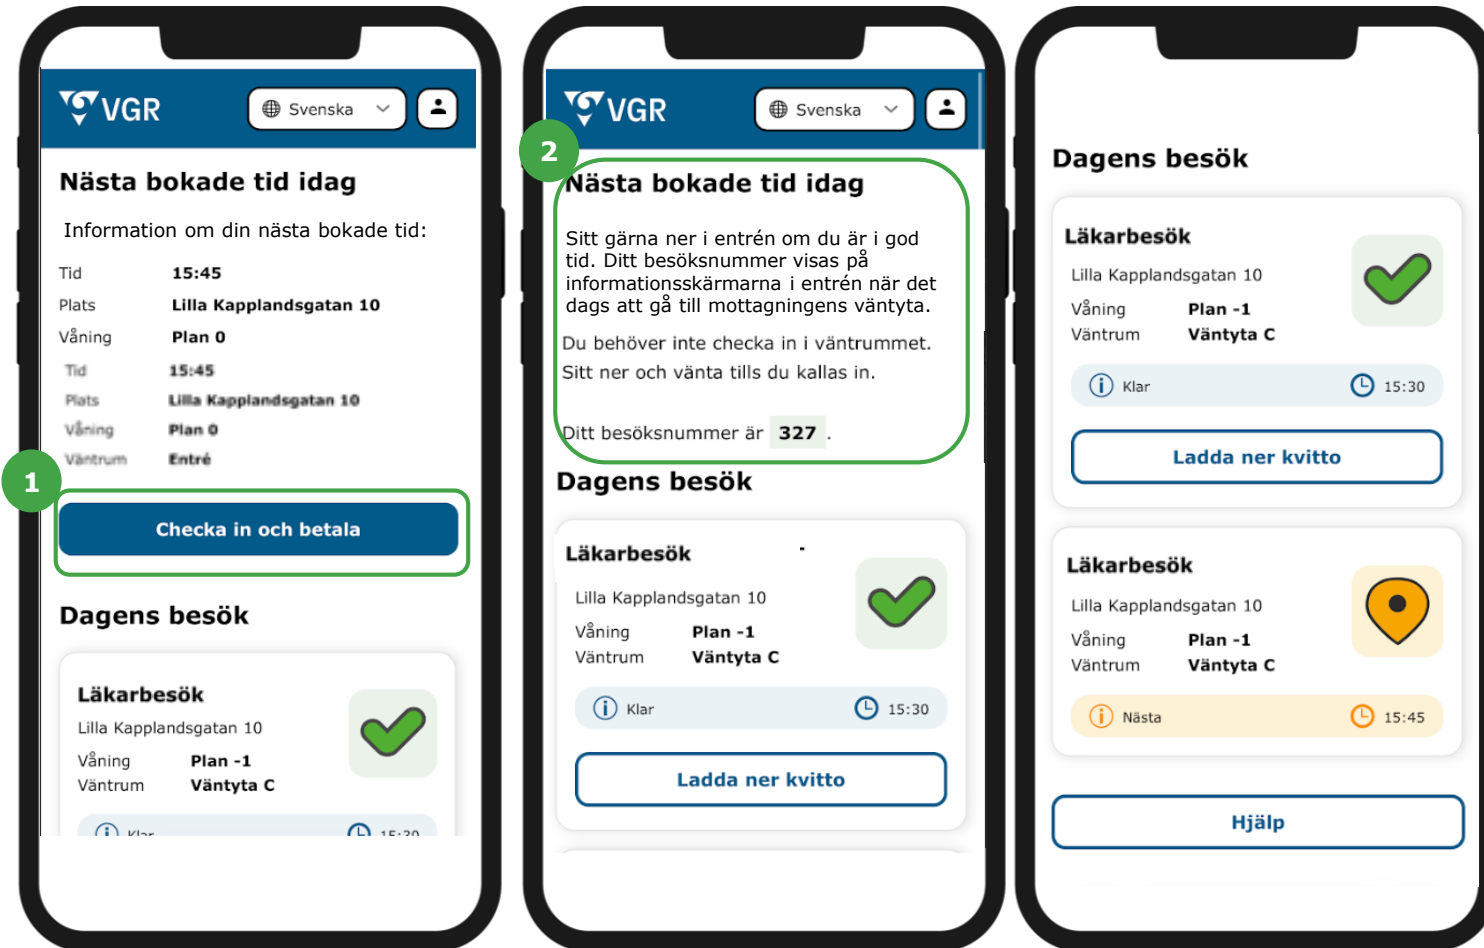 VGR
Svenska
Nästa bokade tid idag
Information om din nästa bokade tid:
Tid 15:45
Plats Lilla Kapplandsgatan 10
Våning Plan 0
Tid 15:45
Plats Lilla Kapplandsgatan 10
Våning Plan 0
Väntrum Entré
1
Checka in och betala
Dagens besök
Läkarbesök
Lilla Kapplandsgatan 10
Våning Plan -1
Väntrum Väntyta C
Klar 15:30
VGR
Svenska
2
Nästa bokade tid idag
Sitt gärna ner i entrén om du är i god
tid. Ditt besöksnummer visas på
informationsskärmarna i entrén när det
dags att gå till mottagningens väntyta.
Du behöver inte checka in i väntrummet.
Sitt ner och vänta tills du kallas in.
Ditt besöksnummer är 327 .
Dagens besök
Läkarbesök
Lilla Kapplandsgatan 10
Våning Plan -1
Väntrum Väntyta C
Klar 15:30
Ladda ner kvitto
Dagens besök
Läkarbesök
Lilla Kapplandsgatan 10
Våning Plan -1
Väntrum Väntyta C
Klar 15:30
Ladda ner kvitto
Läkarbesök
Lilla Kapplandsgatan 10
Våning Plan -1
Väntrum Väntyta C
Nästa 15:45
Hjälp